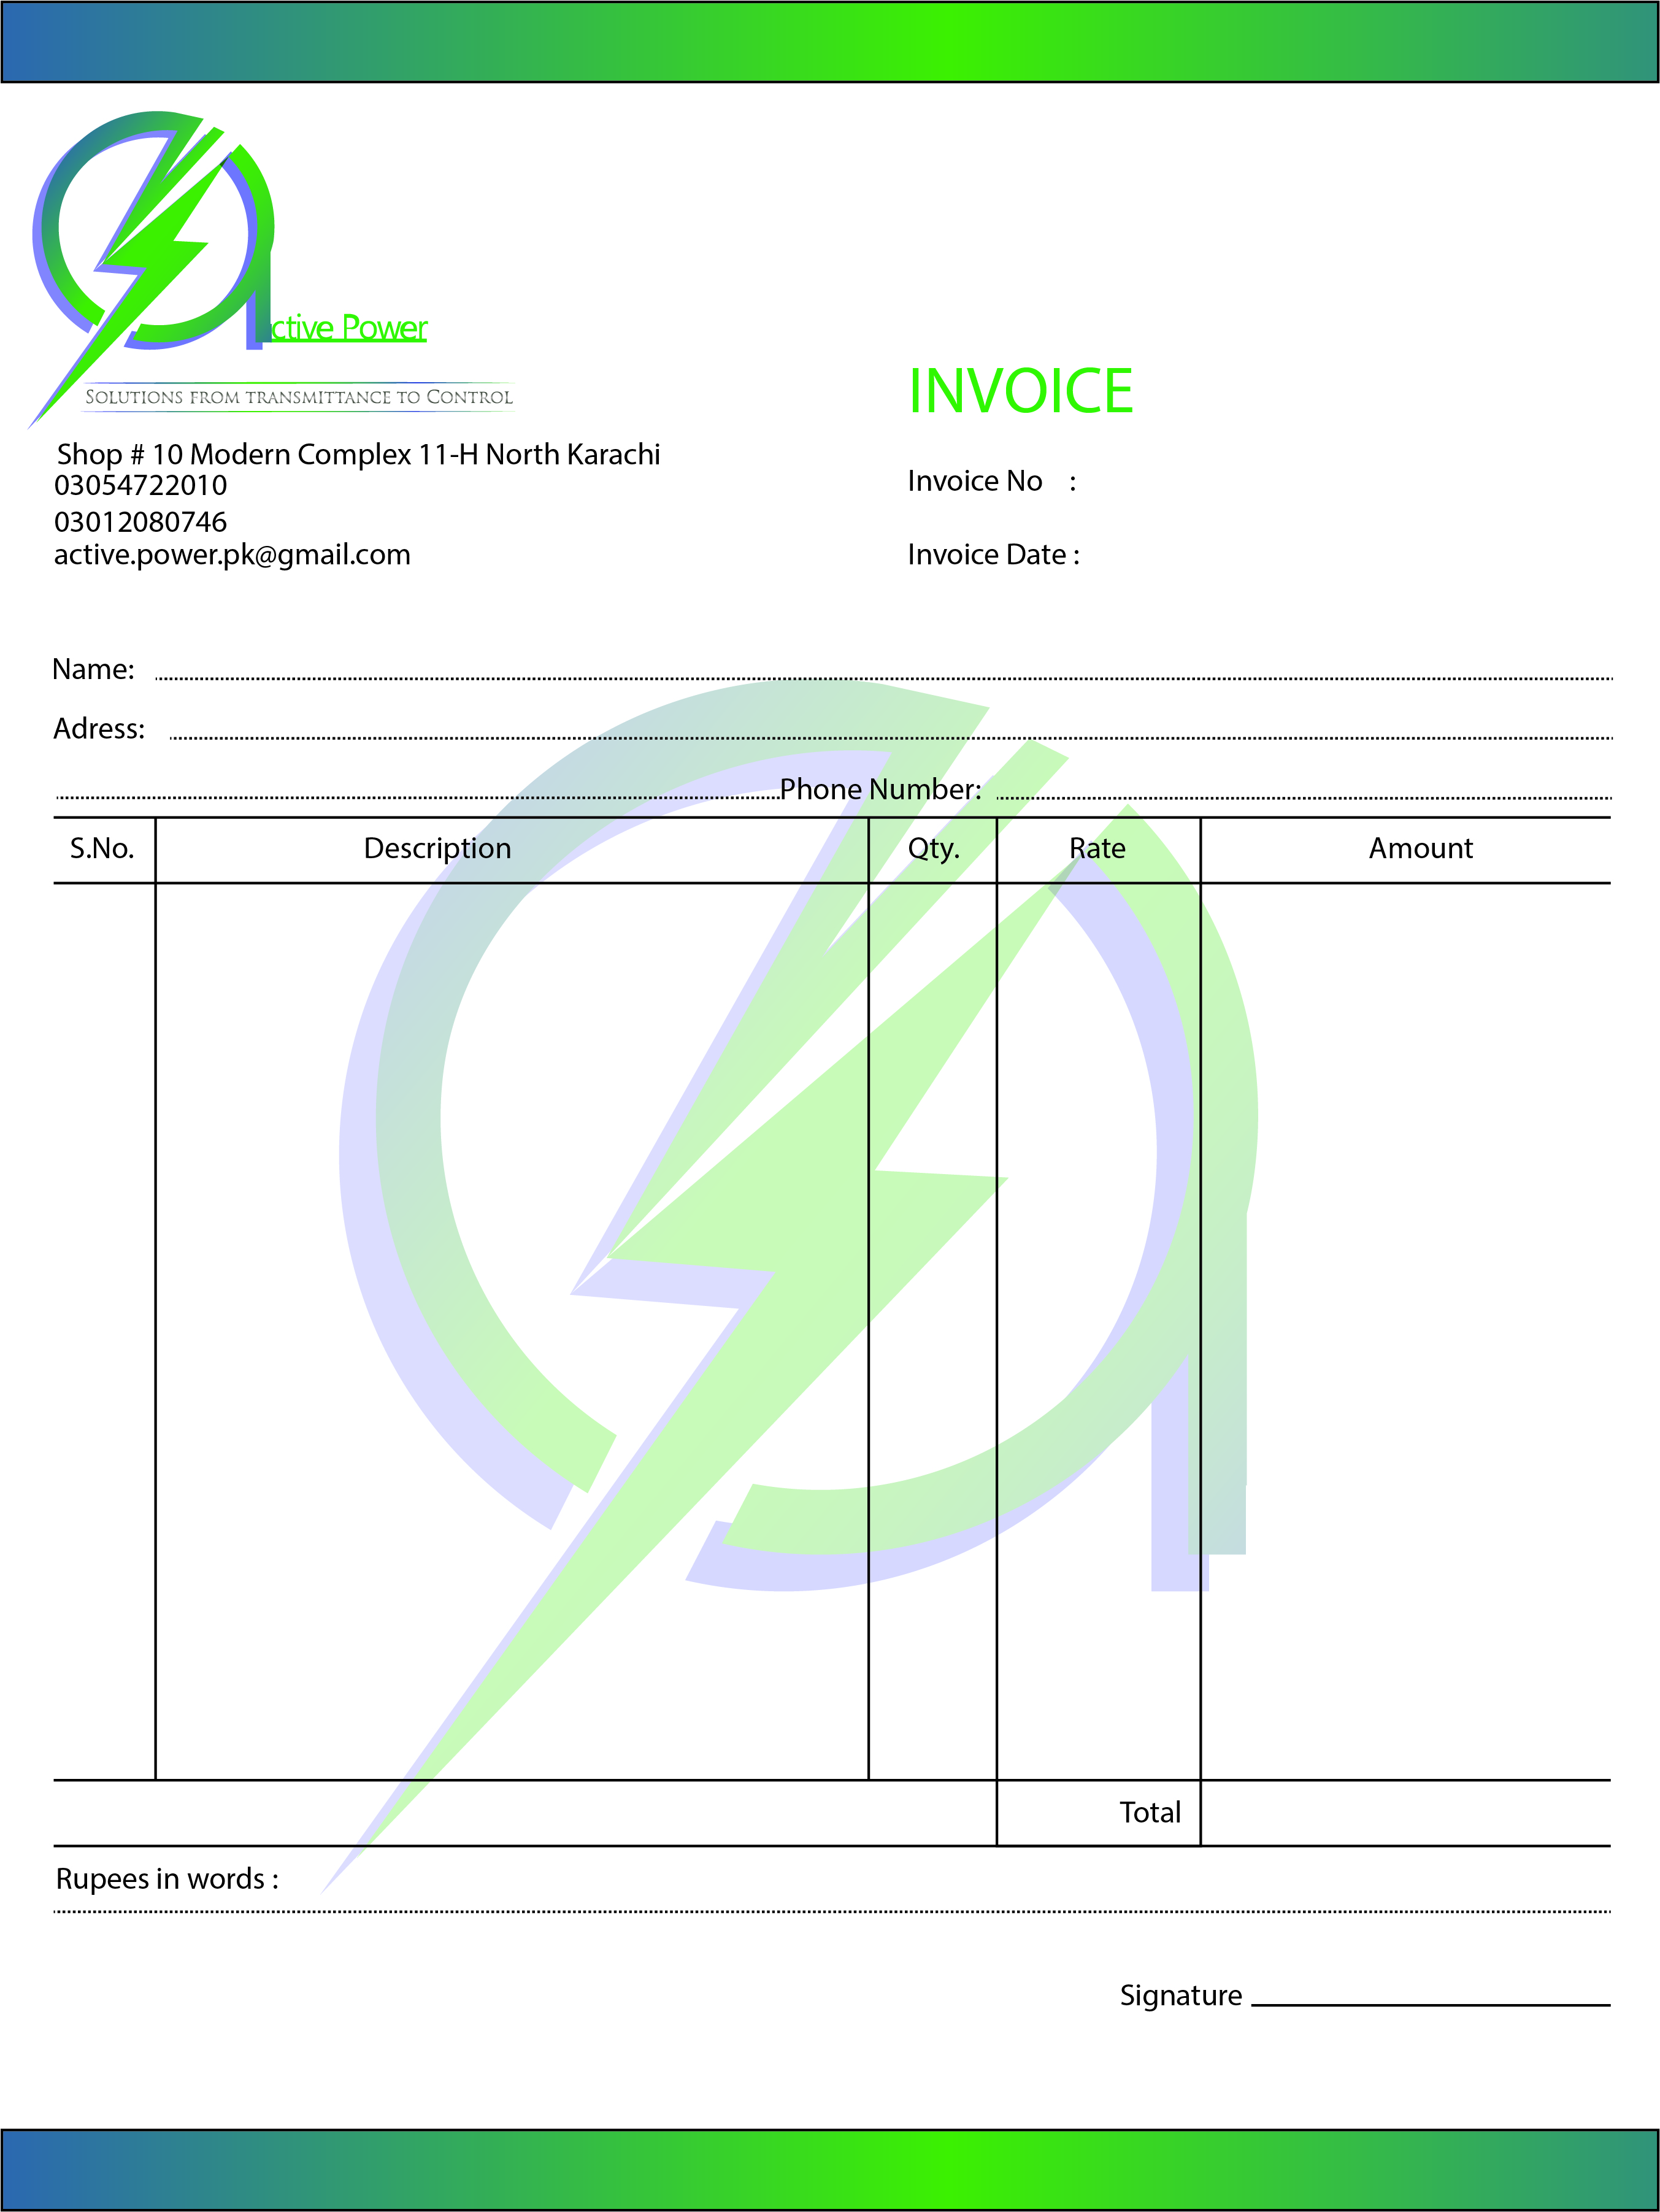 active Power
Solutions from transmittance to Control
INVOICE
Shop # 10 Modern Complex 11-H North Karachi
03054722010
03012080746
active.power.pk@gmail.com
Invoice No :
Invoice Date :
Name:
Adress:
Phone Number:
S.No. Description Qty. Rate Amount
Total
Rupees in words :
Signature